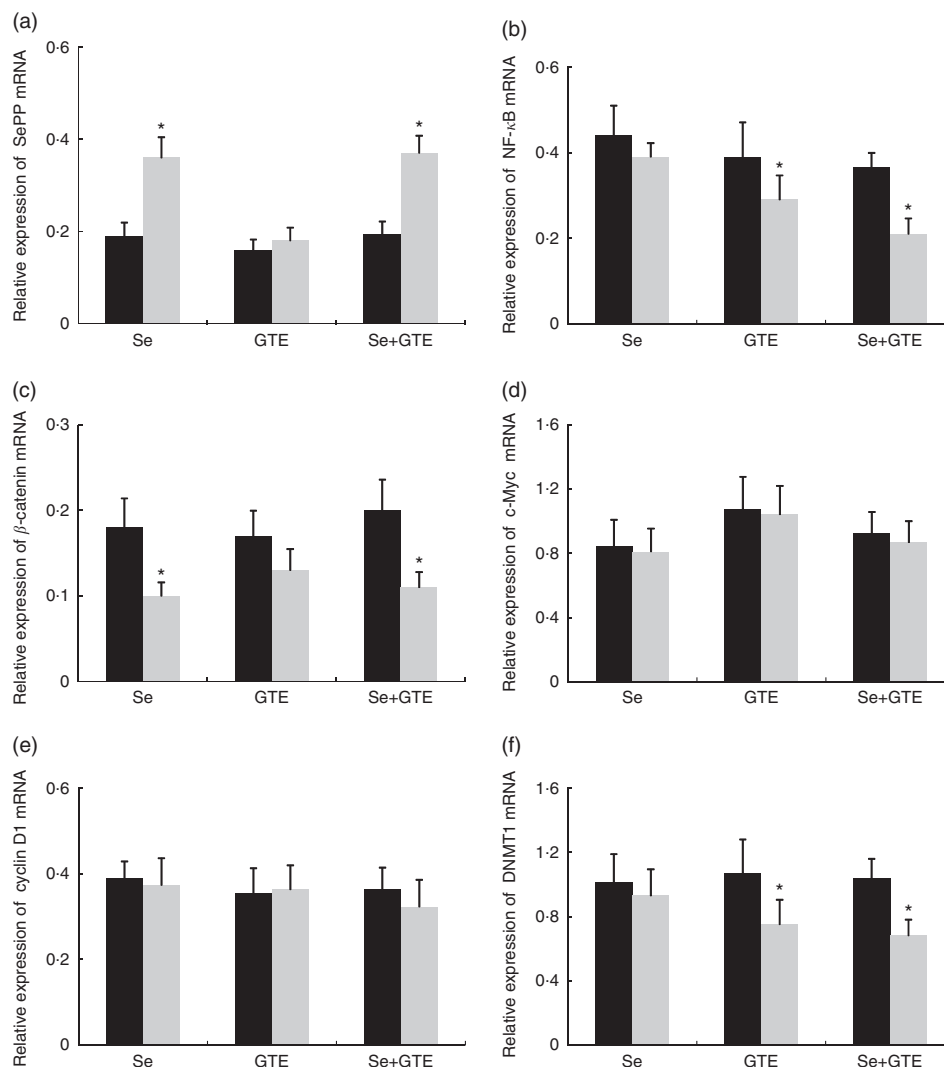 (a)
0·6
0·4
0·2
0
Relative expression of SePP mRNA
*
*
Se
GTE
Se+GTE
(b)
0·6
0·4
0·2
0
Relative expression of NF-κB mRNA
*
*
Se
GTE
Se+GTE
(c)
0·3
0·2
0·1
0
Relative expression of β-catenin mRNA
*
*
Se
GTE
Se+GTE
(d)
1·6
1·2
0·8
0·4
0
Relative expression of c-Myc mRNA
Se
GTE
Se+GTE
(e)
0·6
0·4
0·2
0
Relative expression of cyclin D1 mRNA
Se
GTE
Se+GTE
(f)
1·6
1·2
0·8
0·4
0
Relative expression of DNMT1 mRNA
*
*
Se
GTE
Se+GTE